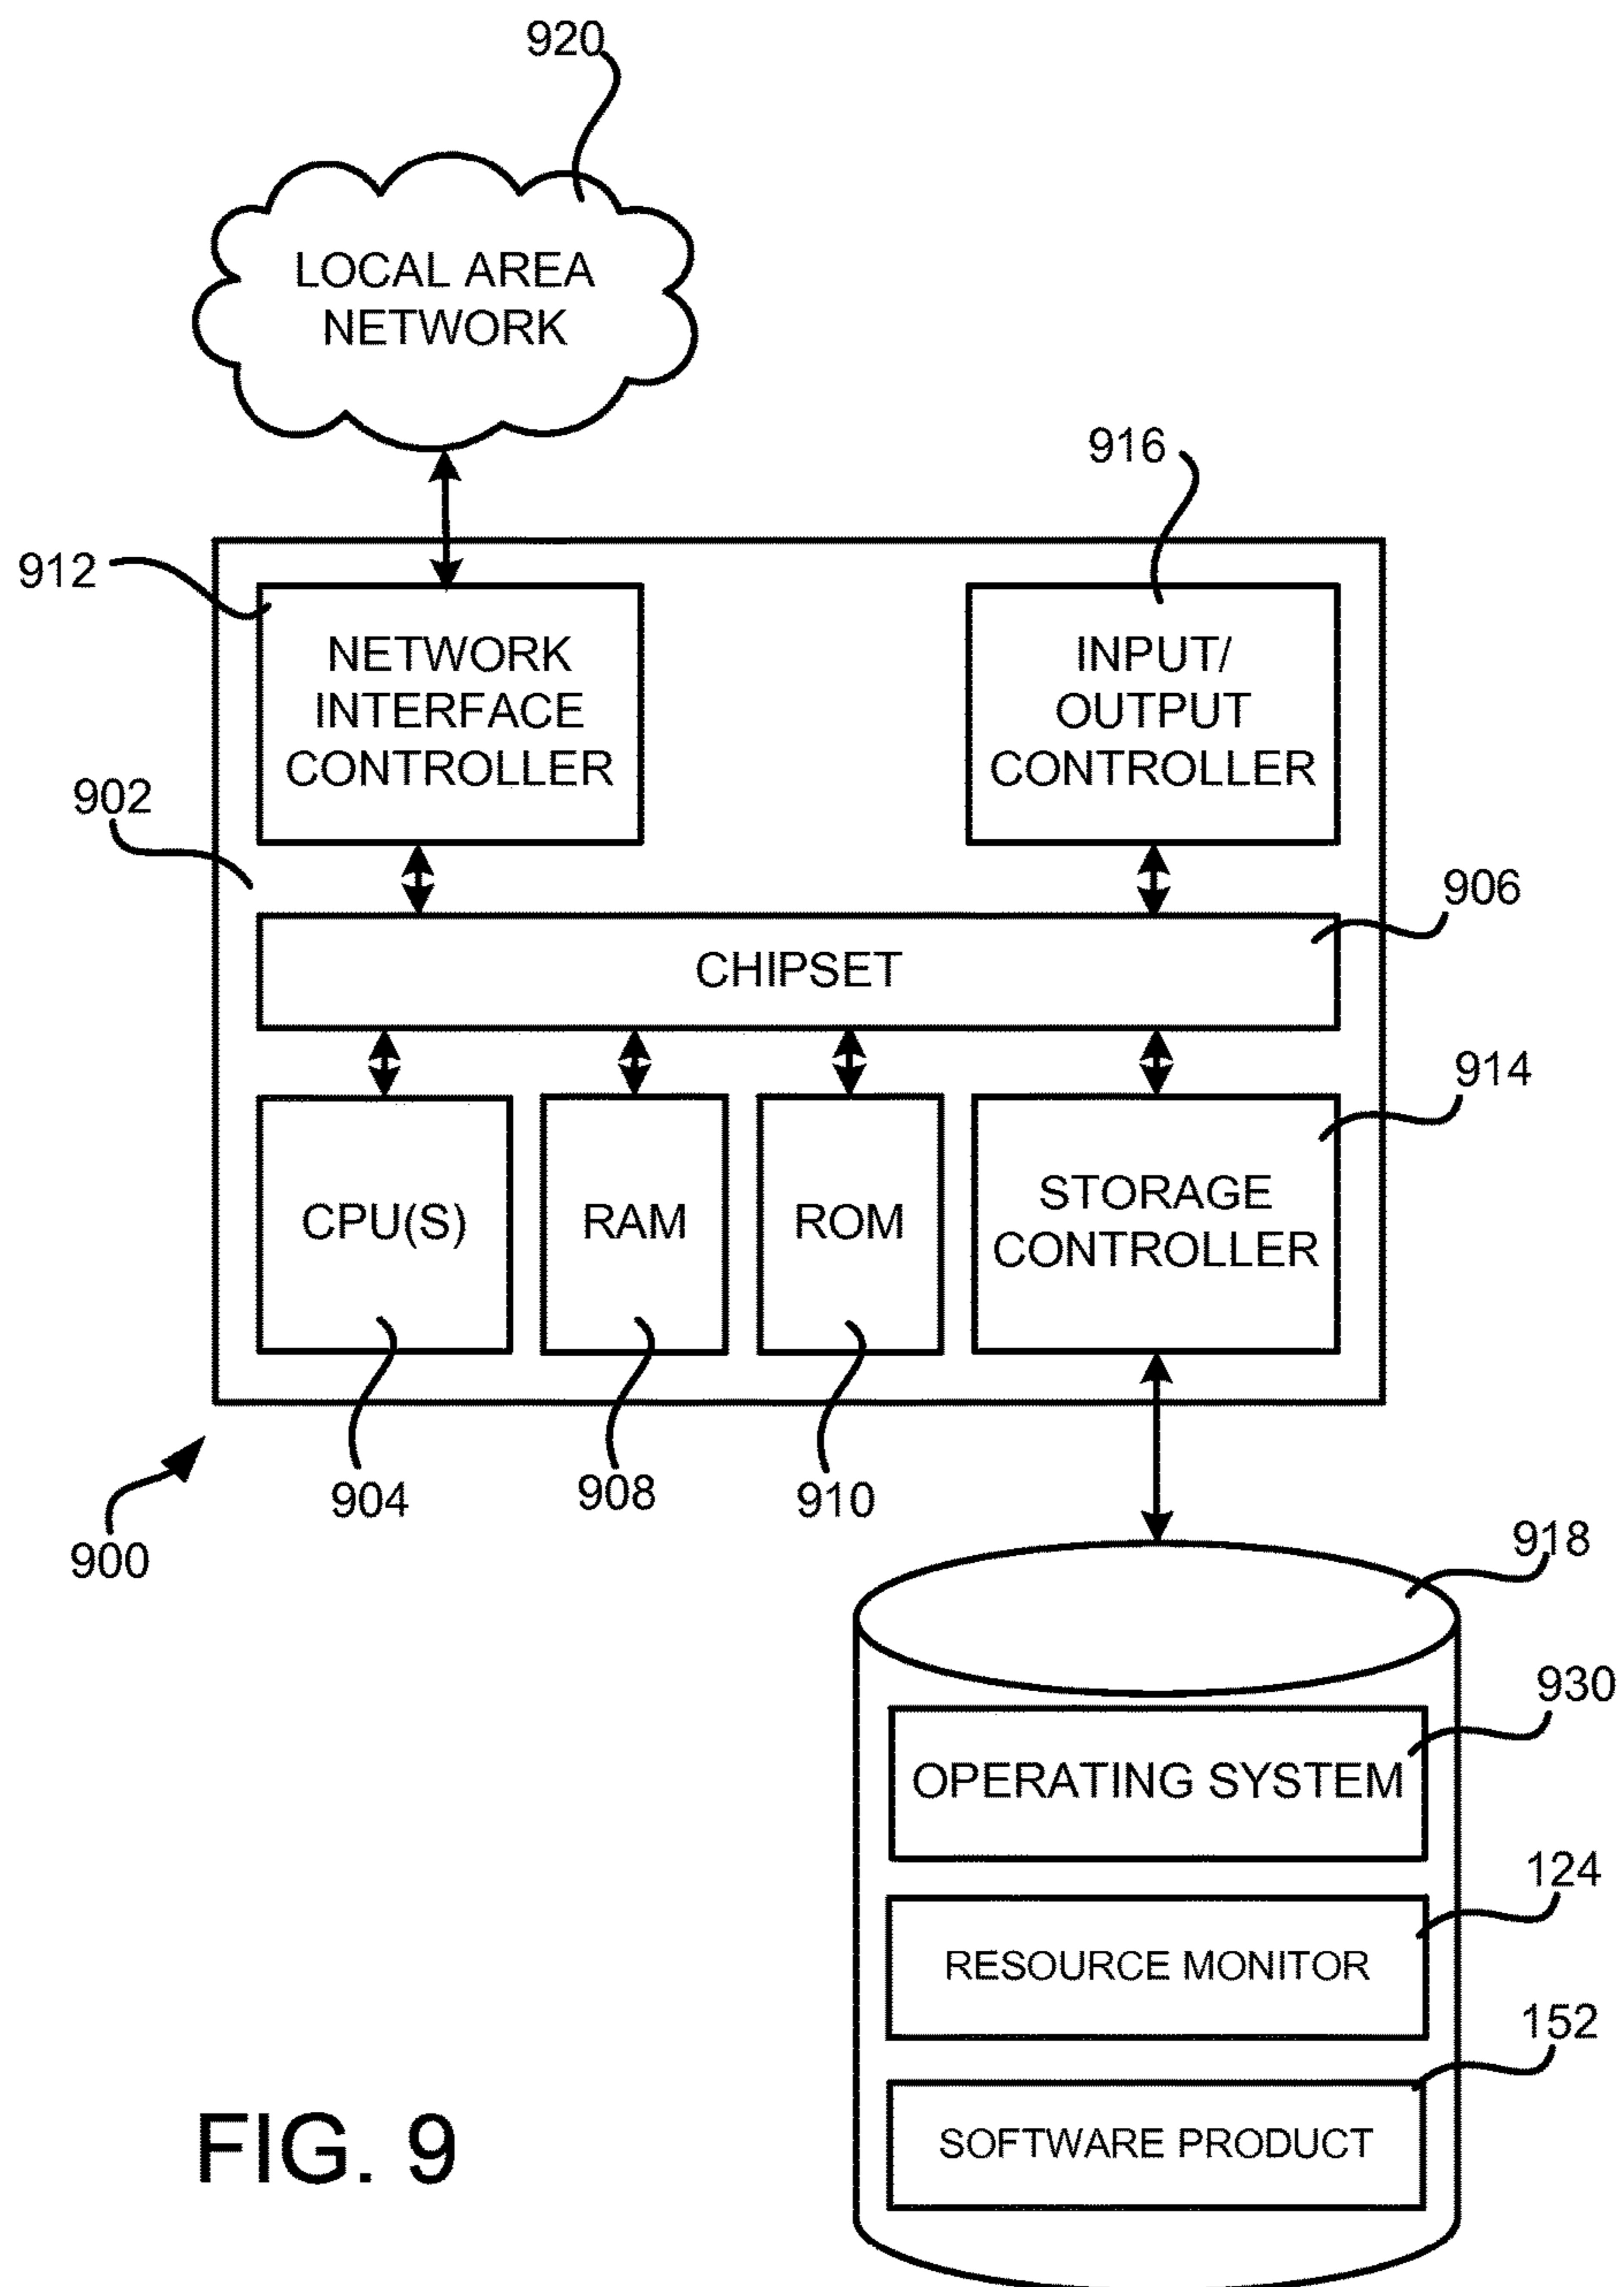 920
LOCAL AREA
NETWORK
916
912
NETWORK
INTERFACE
CONTROLLER
INPUT/
OUTPUT
CONTROLLER
902
906
CHIPSET
914
CPU(S)
RAM
ROM
STORAGE
CONTROLLER
904
908
910
900
918
930
OPERATING SYSTEM
124
RESOURCE MONITOR
152
SOFTWARE PRODUCT
FIG. 9